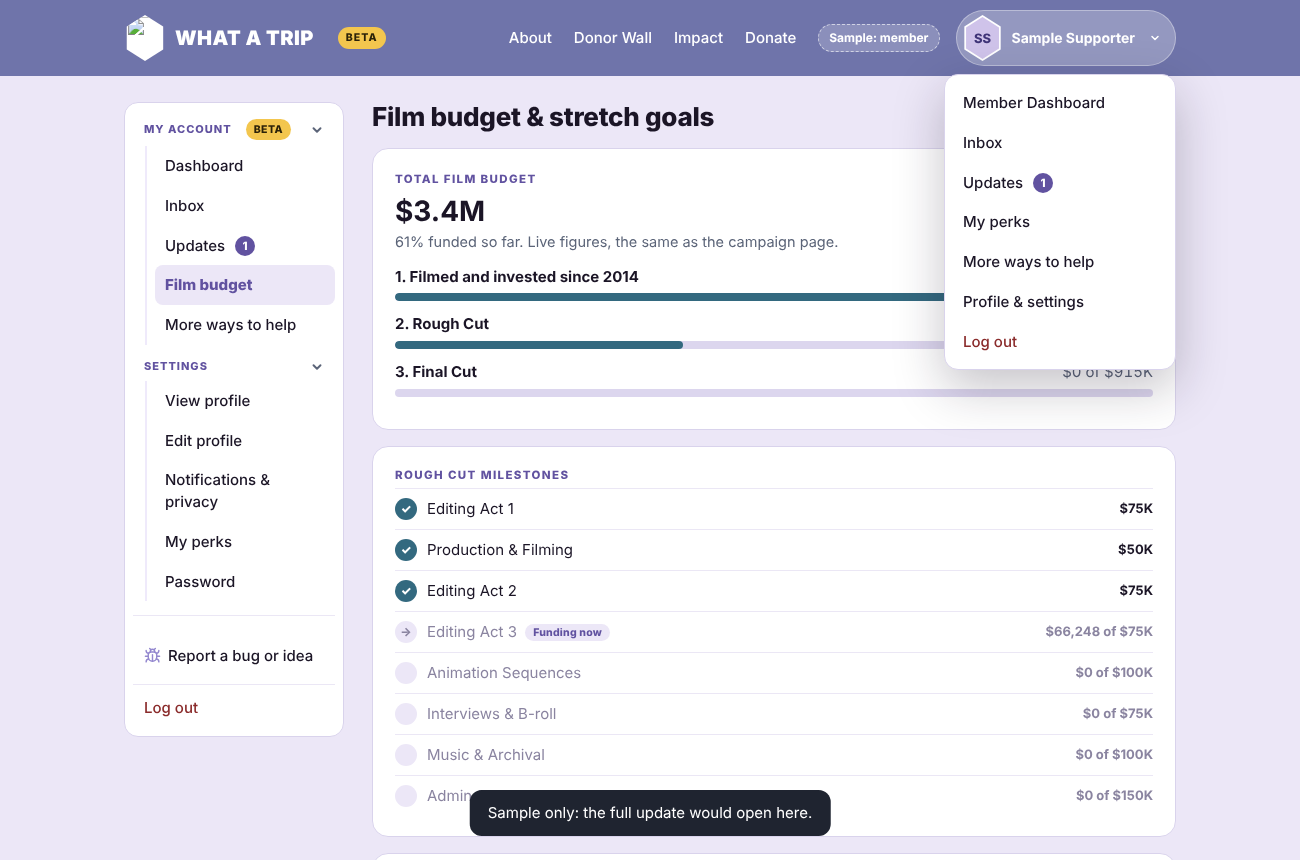 WHAT A TRIP BETA About Donor Wall Impact Donate Sample: member SS Sample Supporter
Member Dashboard
Inbox
Updates 1
My perks
More ways to help
Profile & settings
Log out
MY ACCOUNT BETA
Dashboard
Inbox
Updates 1
Film budget
More ways to help
SETTINGS
View profile
Edit profile
Notifications &
privacy
My perks
Password
Report a bug or idea
Log out
Film budget & stretch goals
TOTAL FILM BUDGET
$3.4M
61% funded so far. Live figures, the same as the campaign page.
1. Filmed and invested since 2014
2. Rough Cut
3. Final Cut $0 of $915K
ROUGH CUT MILESTONES
Editing Act 1 $75K
Production & Filming $50K
Editing Act 2 $75K
Editing Act 3 Funding now $66,248 of $75K
Animation Sequences $0 of $100K
Interviews & B-roll $0 of $75K
Music & Archival $0 of $100K
Admin $0 of $150K
Sample only: the full update would open here.